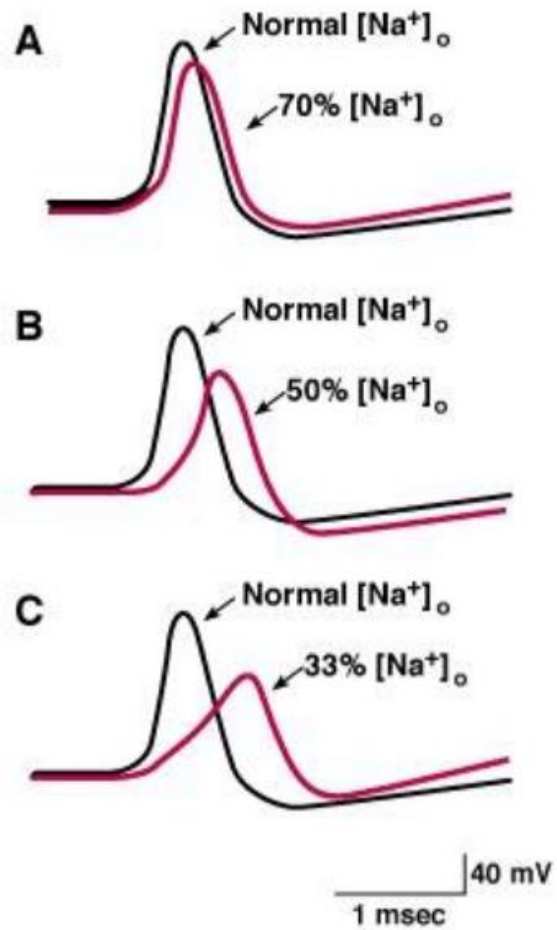 A
Normal [Na⁺]ₒ
70% [Na⁺]ₒ
B
Normal [Na⁺]ₒ
50% [Na⁺]ₒ
C
Normal [Na⁺]ₒ
33% [Na⁺]ₒ
40 mV
1 msec